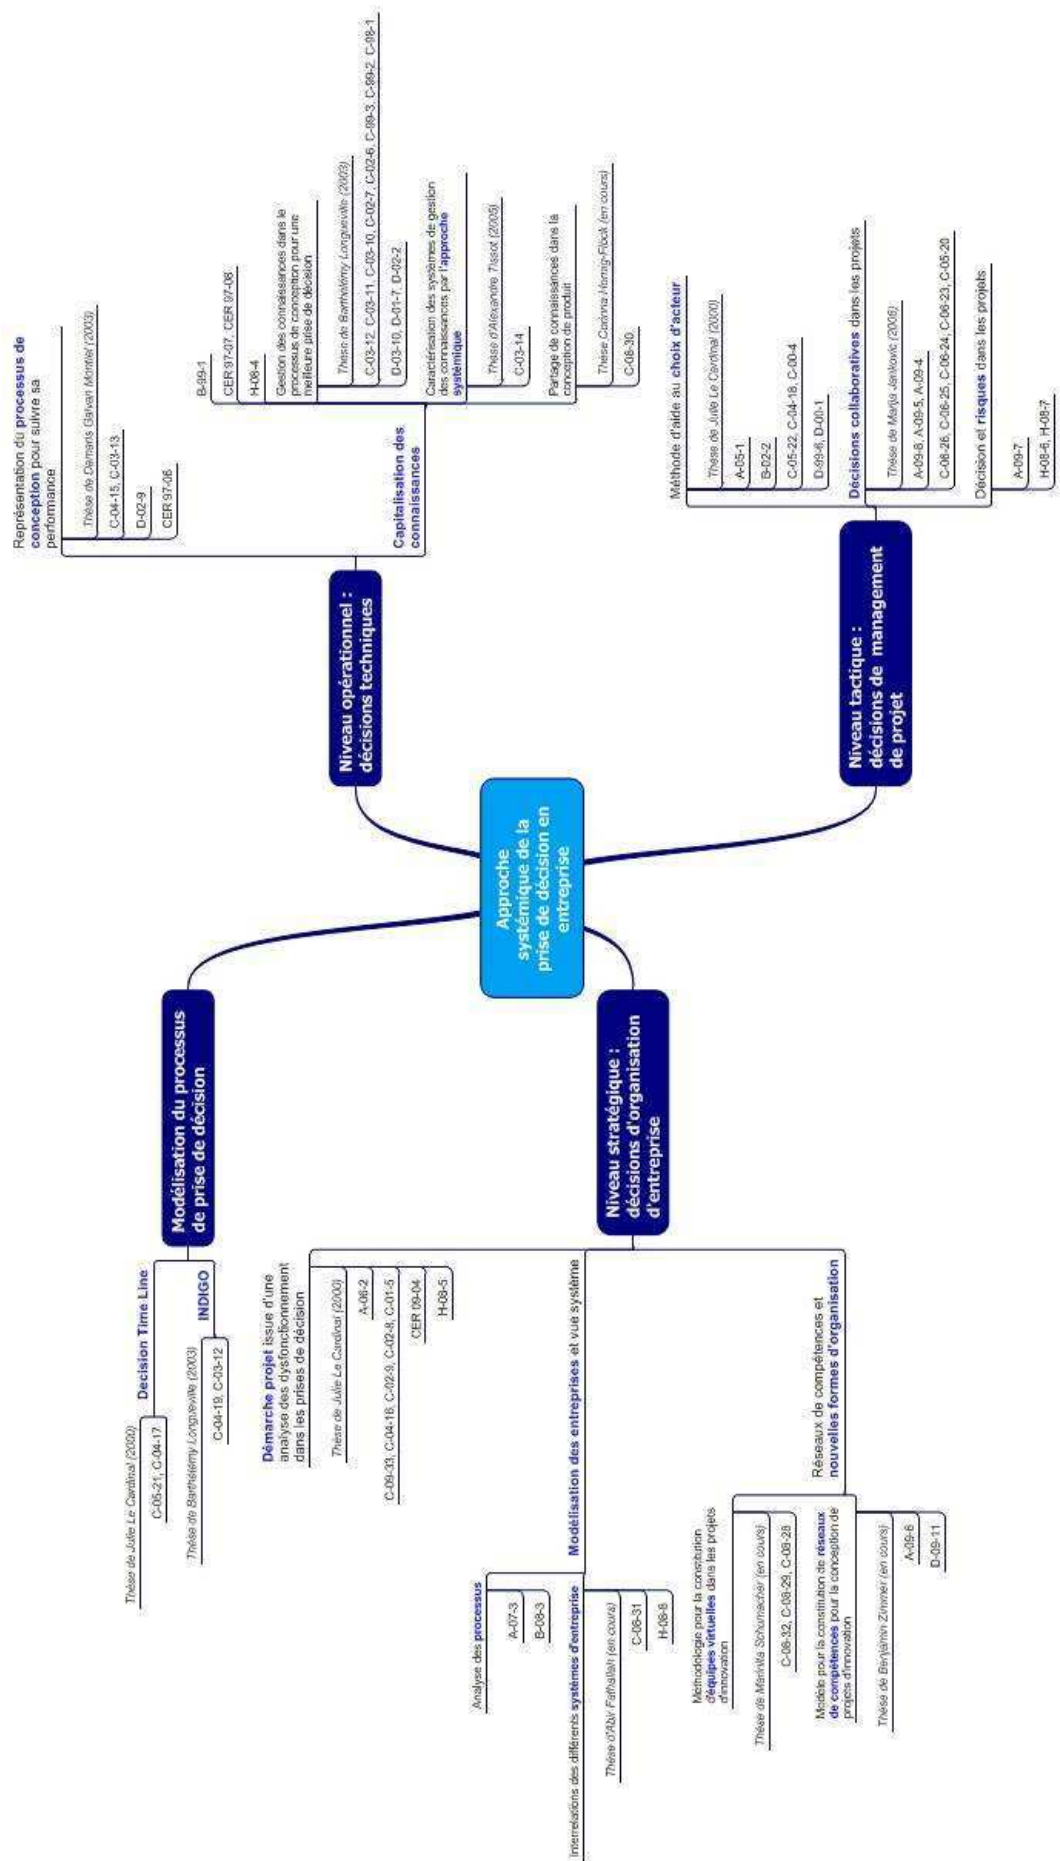 Approche
systémique de la
prise de décision en
entreprise
Modélisation du processus
de prise de décision
Decision Time Line
Thèse de Julie Le Cardinal (2000)
C-05-21, C-04-17
INDIGO
Thèse de Barthélémy Longueville (2003)
C-04-19, C-03-12
Niveau stratégique :
décisions d'organisation
d'entreprise
Démarche projet issue d'une
analyse des dysfonctionnement
dans les prises de décision
Thèse de Julie Le Cardinal (2000)
A-06-2
C-09-33, C-04-16, C-02-9, C-02-8, C-01-5
CER 09-04
H-08-5
Modélisation des entreprises et vue système
Analyse des processus
A-07-3
B-08-3
Interrelations des différents systèmes d'entreprise
Thèse d'Abir Fathallah (en cours)
C-08-31
H-08-8
Réseaux de compétences et
nouvelles formes d'organisation
Méthodologie pour la constitution
d'équipes virtuelles dans les projets
d'innovation
Thèse de Marinita Schumacher (en cours)
C-08-32, C-08-29, C-08-28
Modèle pour la constitution de réseaux
de compétences pour la conception de
projets d'innovation
Thèse de Benjamin Zimmer (en cours)
A-09-6
D-09-11
Niveau opérationnel :
décisions techniques
Représentation du processus de
conception pour suivre sa
performance
Thèse de Demaris Galvan Montiel (2003)
C-04-15, C-03-13
D-02-9
CER 97-06
Capitalisation des
connaissances
B-99-1
CER 97-07, CER 97-08
H-08-4
Gestion des connaissances dans le
processus de conception pour une
meilleure prise de décision
Thèse de Barthélémy Longueville (2003)
C-03-12, C-03-11, C-03-10, C-02-7, C-02-6, C-99-3, C-99-2, C-98-1
D-03-10, D-01-7, D-02-2
Caractérisation des systèmes de gestion
des connaissances par l'approche
systémique
Thèse d'Alexandre Tissot (2005)
C-03-14
Partage de connaissances dans la
conception de produit
Thèse Corinna Hornig-Flöck (en cours)
C-08-30
Niveau tactique :
décisions de management
de projet
Méthode d'aide au choix d'acteur
Thèse de Julie Le Cardinal (2000)
A-05-1
B-02-2
C-05-22, C-04-18, C-00-4
D-99-6, D-00-1
Décisions collaboratives dans les projets
Thèse de Marija Jankovic (2006)
A-09-8, A-09-5, A-09-4
C-06-26, C-06-25, C-06-24, C-06-23, C-05-20
Décision et risques dans les projets
A-09-7
H-08-6, H-08-7